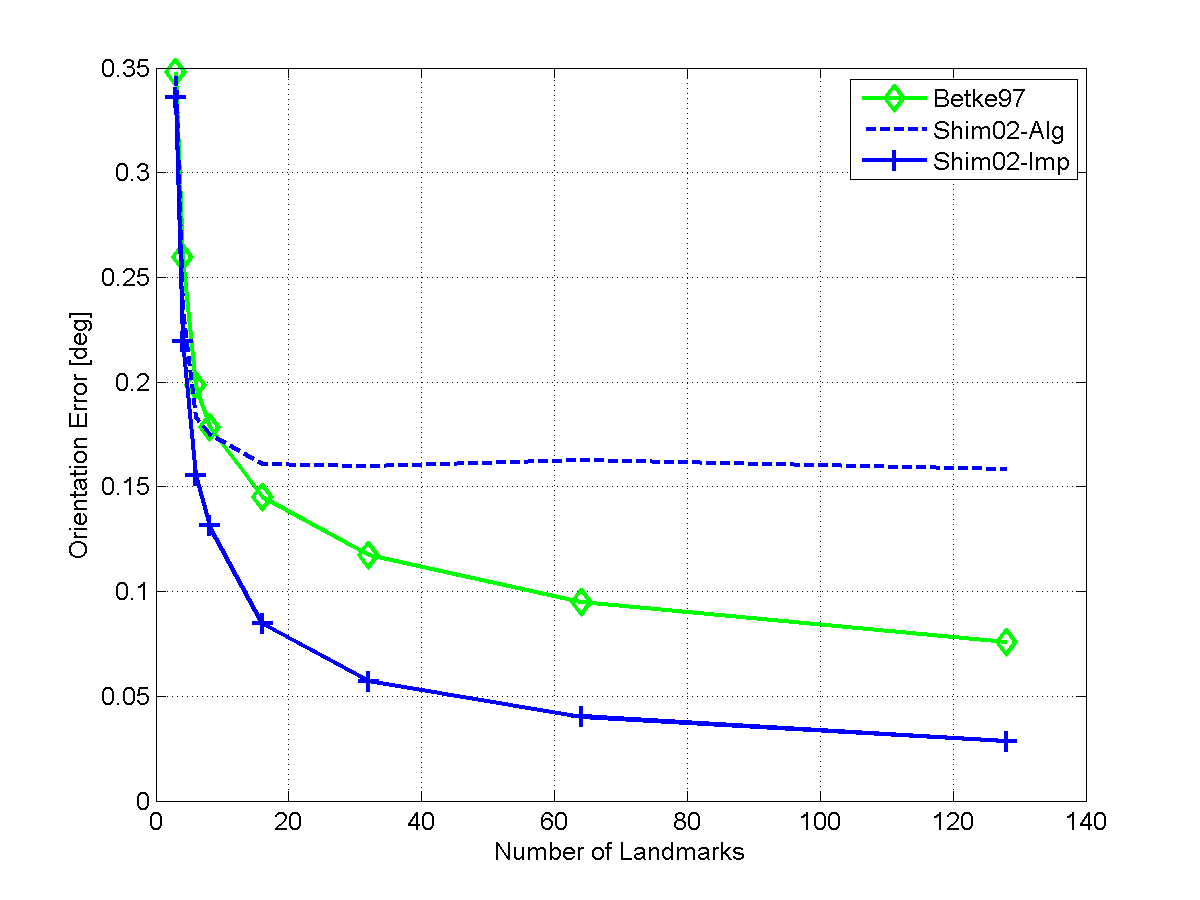 0.35
0.3
0.25
0.2
0.15
0.1
0.05
0
Orientation Error [deg]
Betke97
Shim02-Alg
Shim02-Imp
0 20 40 60 80 100 120 140
Number of Landmarks